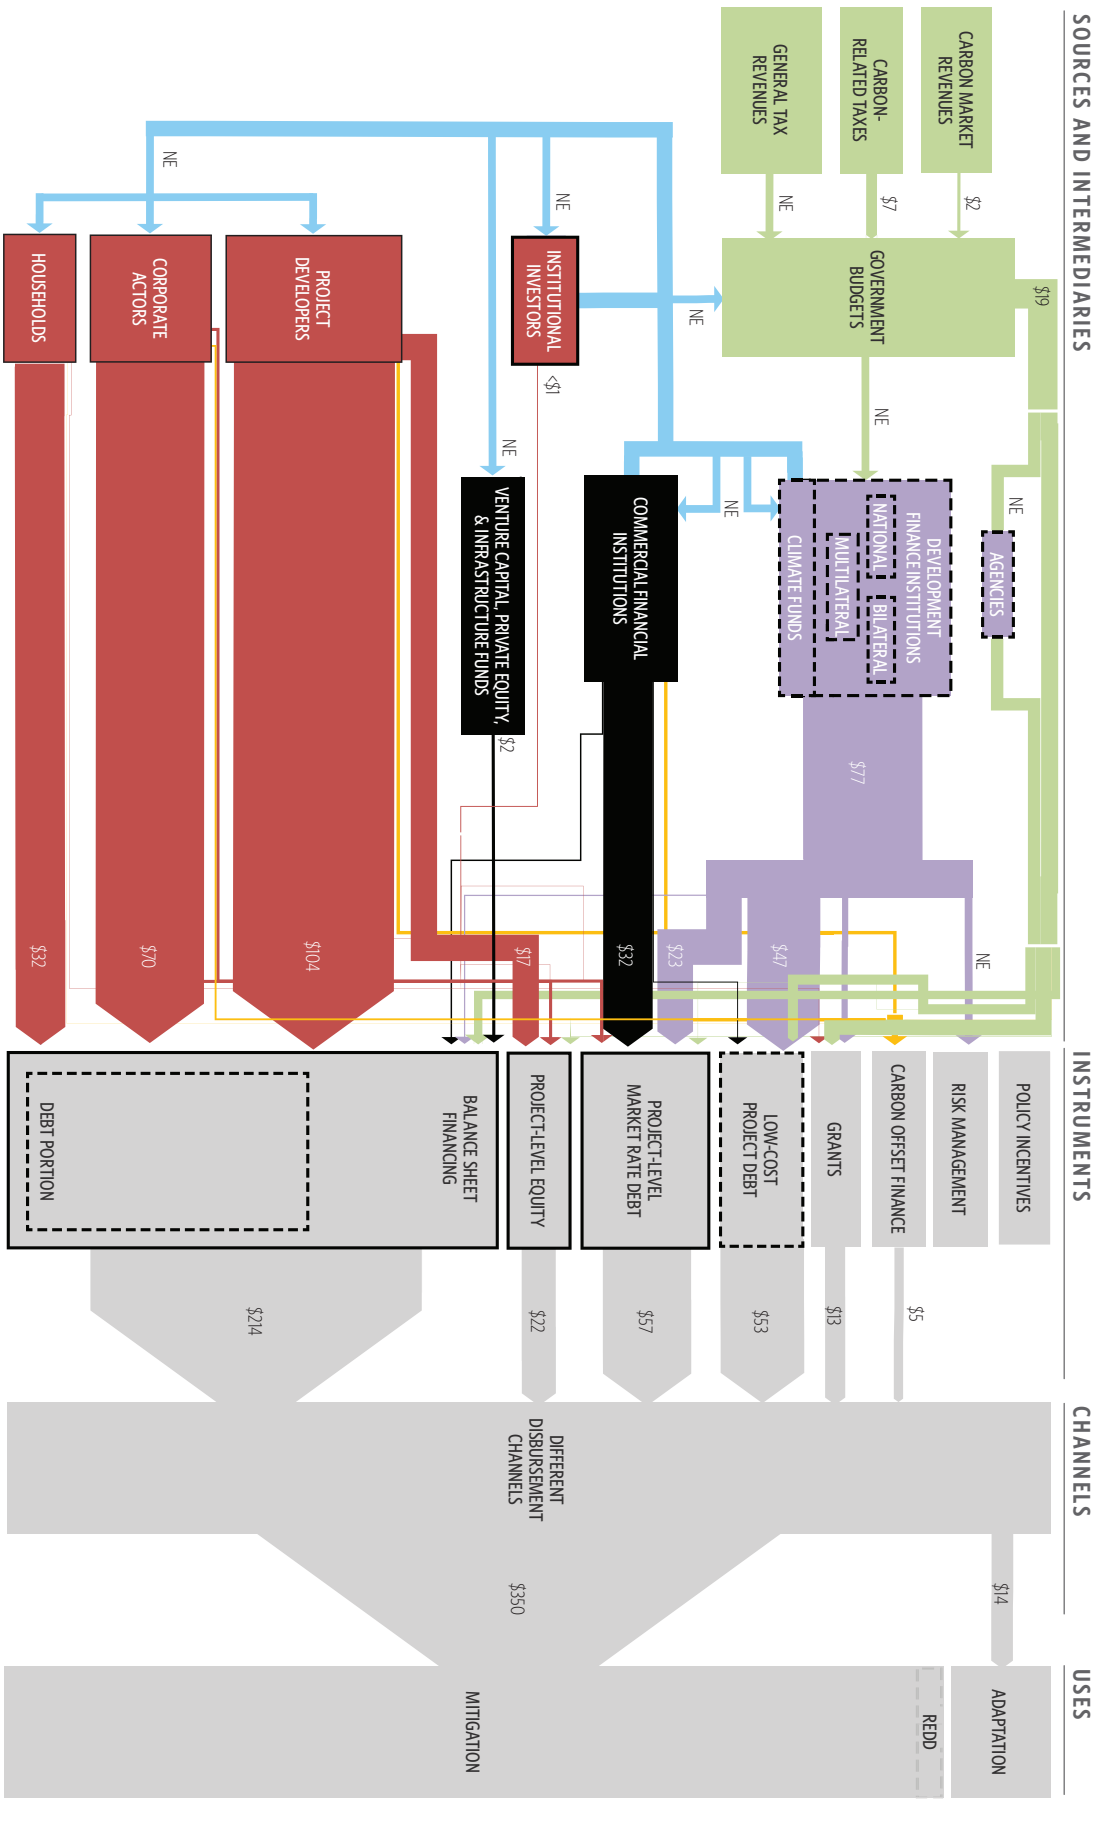 SOURCES AND INTERMEDIARIES
INSTRUMENTS
CHANNELS
USES
CARBON MARKET
REVENUES
$2
CARBON-
RELATED TAXES
$7
GENERAL TAX
REVENUES
NE
$19
GOVERNMENT
BUDGETS
NE
NE
AGENCIES
NE
DEVELOPMENT
FINANCE INSTITUTIONS
NATIONAL
BILATERAL
MULTILATERAL
CLIMATE FUNDS
$77
NE
NE
COMMERCIAL FINANCIAL
INSTITUTIONS
INSTITUTIONAL
INVESTORS
NE
<$1
VENTURE CAPITAL, PRIVATE EQUITY,
& INFRASTRUCTURE FUNDS
NE
$2
PROJECT
DEVELOPERS
CORPORATE
ACTORS
NE
HOUSEHOLDS
$47
$23
$32
$17
$104
$70
$32
POLICY INCENTIVES
RISK MANAGEMENT
CARBON OFFSET FINANCE
$5
GRANTS
$13
LOW-COST
PROJECT DEBT
$53
PROJECT-LEVEL
MARKET RATE DEBT
$57
PROJECT-LEVEL EQUITY
$22
BALANCE SHEET
FINANCING
DEBT PORTION
$214
DIFFERENT
DISBURSEMENT
CHANNELS
$14
$350
ADAPTATION
REDD
MITIGATION